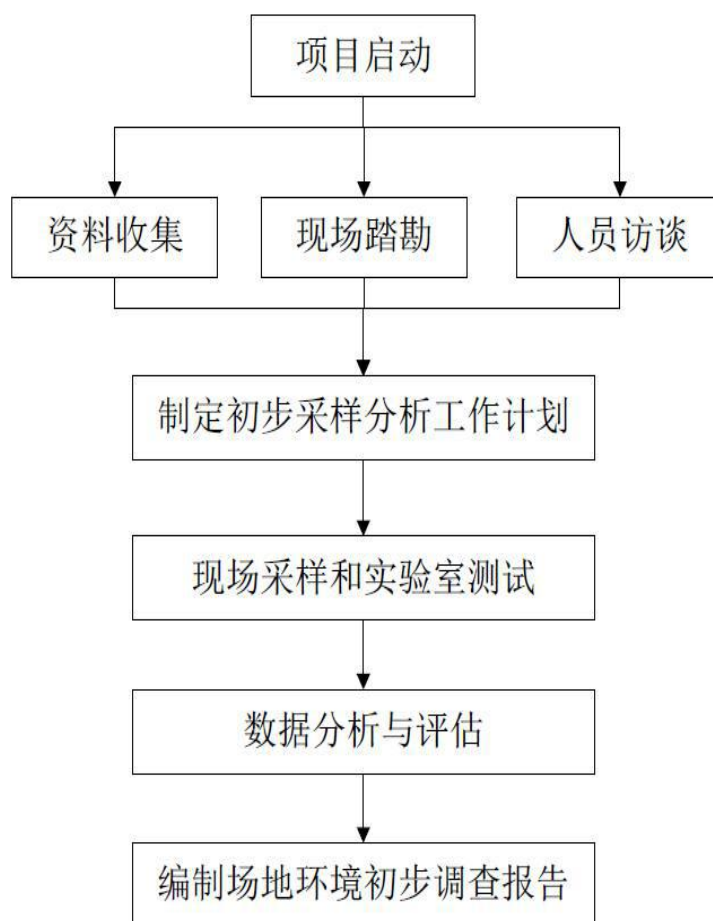 项目启动
资料收集
现场踏勘
人员访谈
制定初步采样分析工作计划
现场采样和实验室测试
数据分析与评估
编制场地环境初步调查报告